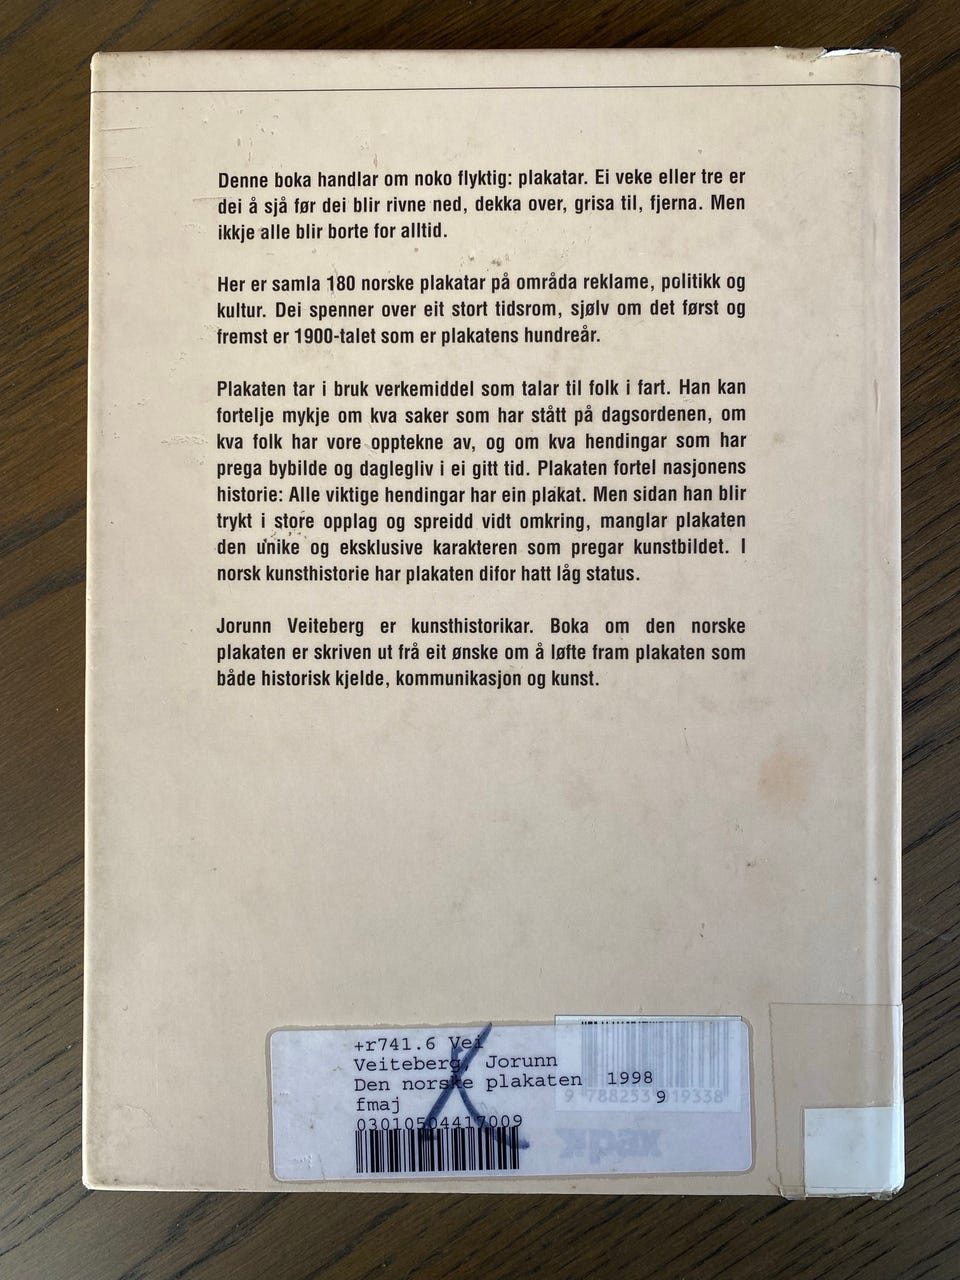 Denne boka handlar om noko flyktig: plakatar. Ei veke eller tre er
dei å sjå før dei blir rivne ned, dekka over, grisa til, fjerna. Men
ikkje alle blir borte for alltid.
Her er samla 180 norske plakatar på områda reklame, politikk og
kultur. Dei spenner over eit stort tidsrom, sjølv om det først og
fremst er 1900-talet som er plakatens hundreår.
Plakaten tar i bruk verkemiddel som talar til folk i fart. Han kan
fortelje mykje om kva saker som har stått på dagsordenen, om
kva folk har vore opptekne av, og om kva hendingar som har
prega bybilde og daglegliv i ei gitt tid. Plakaten fortel nasjonens
historie: Alle viktige hendingar har ein plakat. Men sidan han blir
trykt i store opplag og spreidd vidt omkring, manglar plakaten
den unike og eksklusive karakteren som pregar kunstbildet. I
norsk kunsthistorie har plakaten difor hatt låg status.
Jorunn Veiteberg er kunsthistorikar. Boka om den norske
plakaten er skriven ut frå eit ønske om å løfte fram plakaten som
både historisk kjelde, kommunikasjon og kunst.
+r741.6 Vei
Veiteberg, Jorunn
Den norske plakaten 1998
fmaj 9
03010504417009
9 788253 019338
xpax